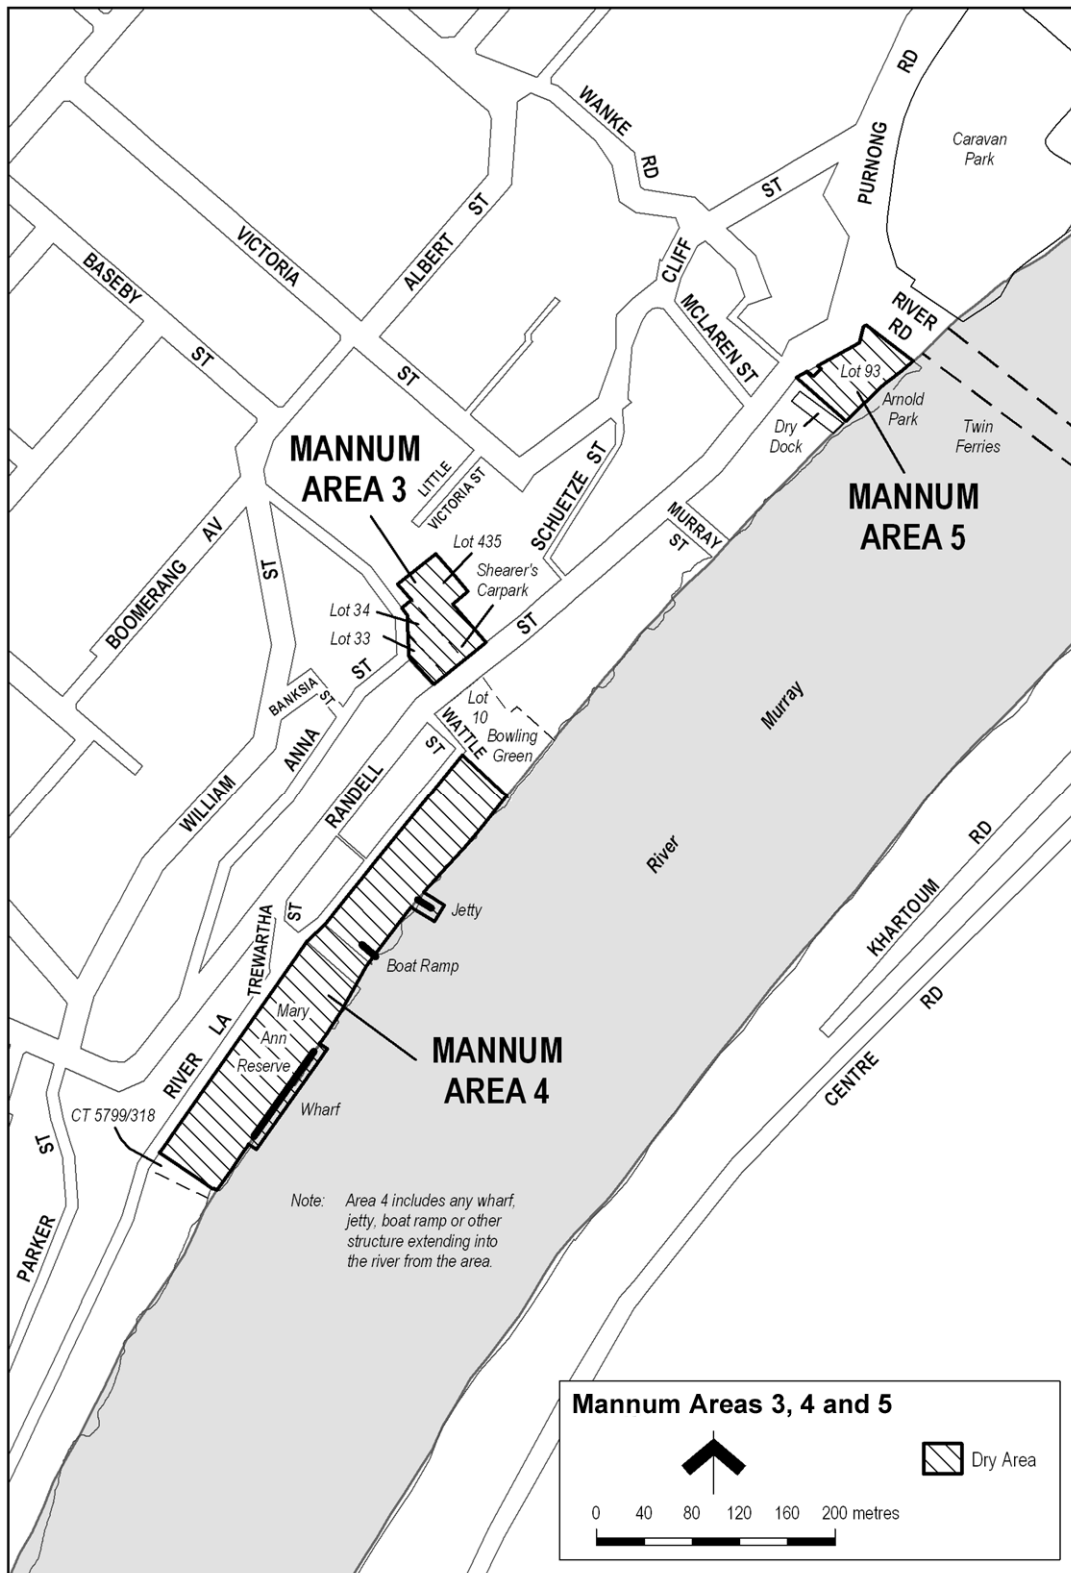 WANKE
RD
RD
PURNONG
Caravan
Park
ST
ALBERT
ST
VICTORIA
BASEBY
ST
CLIFF
MCLAREN ST
RIVER
RD
Lot 93
Arnold
Park
Dry
Dock
Twin
Ferries
ST
MANNUM
AREA 3
LITTLE
VICTORIA ST
SCHUETZE ST
MANNUM
AREA 5
MURRAY
ST
BOOMERANG AV
ST
Lot 435
Shearer's
Carpark
Lot 34
Lot 33
ST
ST
BANKSIA
ST
Lot
10
Bowling
Green
WATTLE
ST
Murray
River
ANNA
RANDELL
WILLIAM
Jetty
Boat Ramp
TREWARTHA
ST
LA
RIVER
Mary
Ann
Reserve
MANNUM
AREA 4
Wharf
KHARTOUM
RD
CENTRE
RD
CT 5799/318
ST
PARKER
Note: Area 4 includes any wharf,
jetty, boat ramp or other
structure extending into
the river from the area.
Mannum Areas 3, 4 and 5
Dry Area
0 40 80 120 160 200 metres